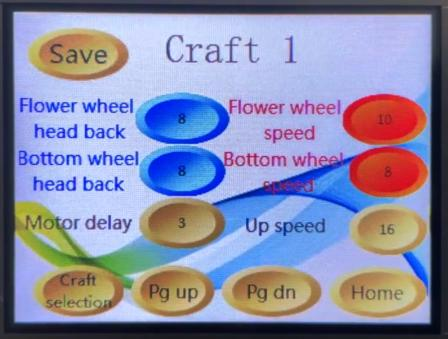 Save
Craft 1
Flower wheel
head back
8
Flower wheel
speed
10
Bottom wheel
head back
8
Bottom wheel
speed
8
Motor delay
3
Up speed
16
Craft
selection
Pg up
Pg dn
Home